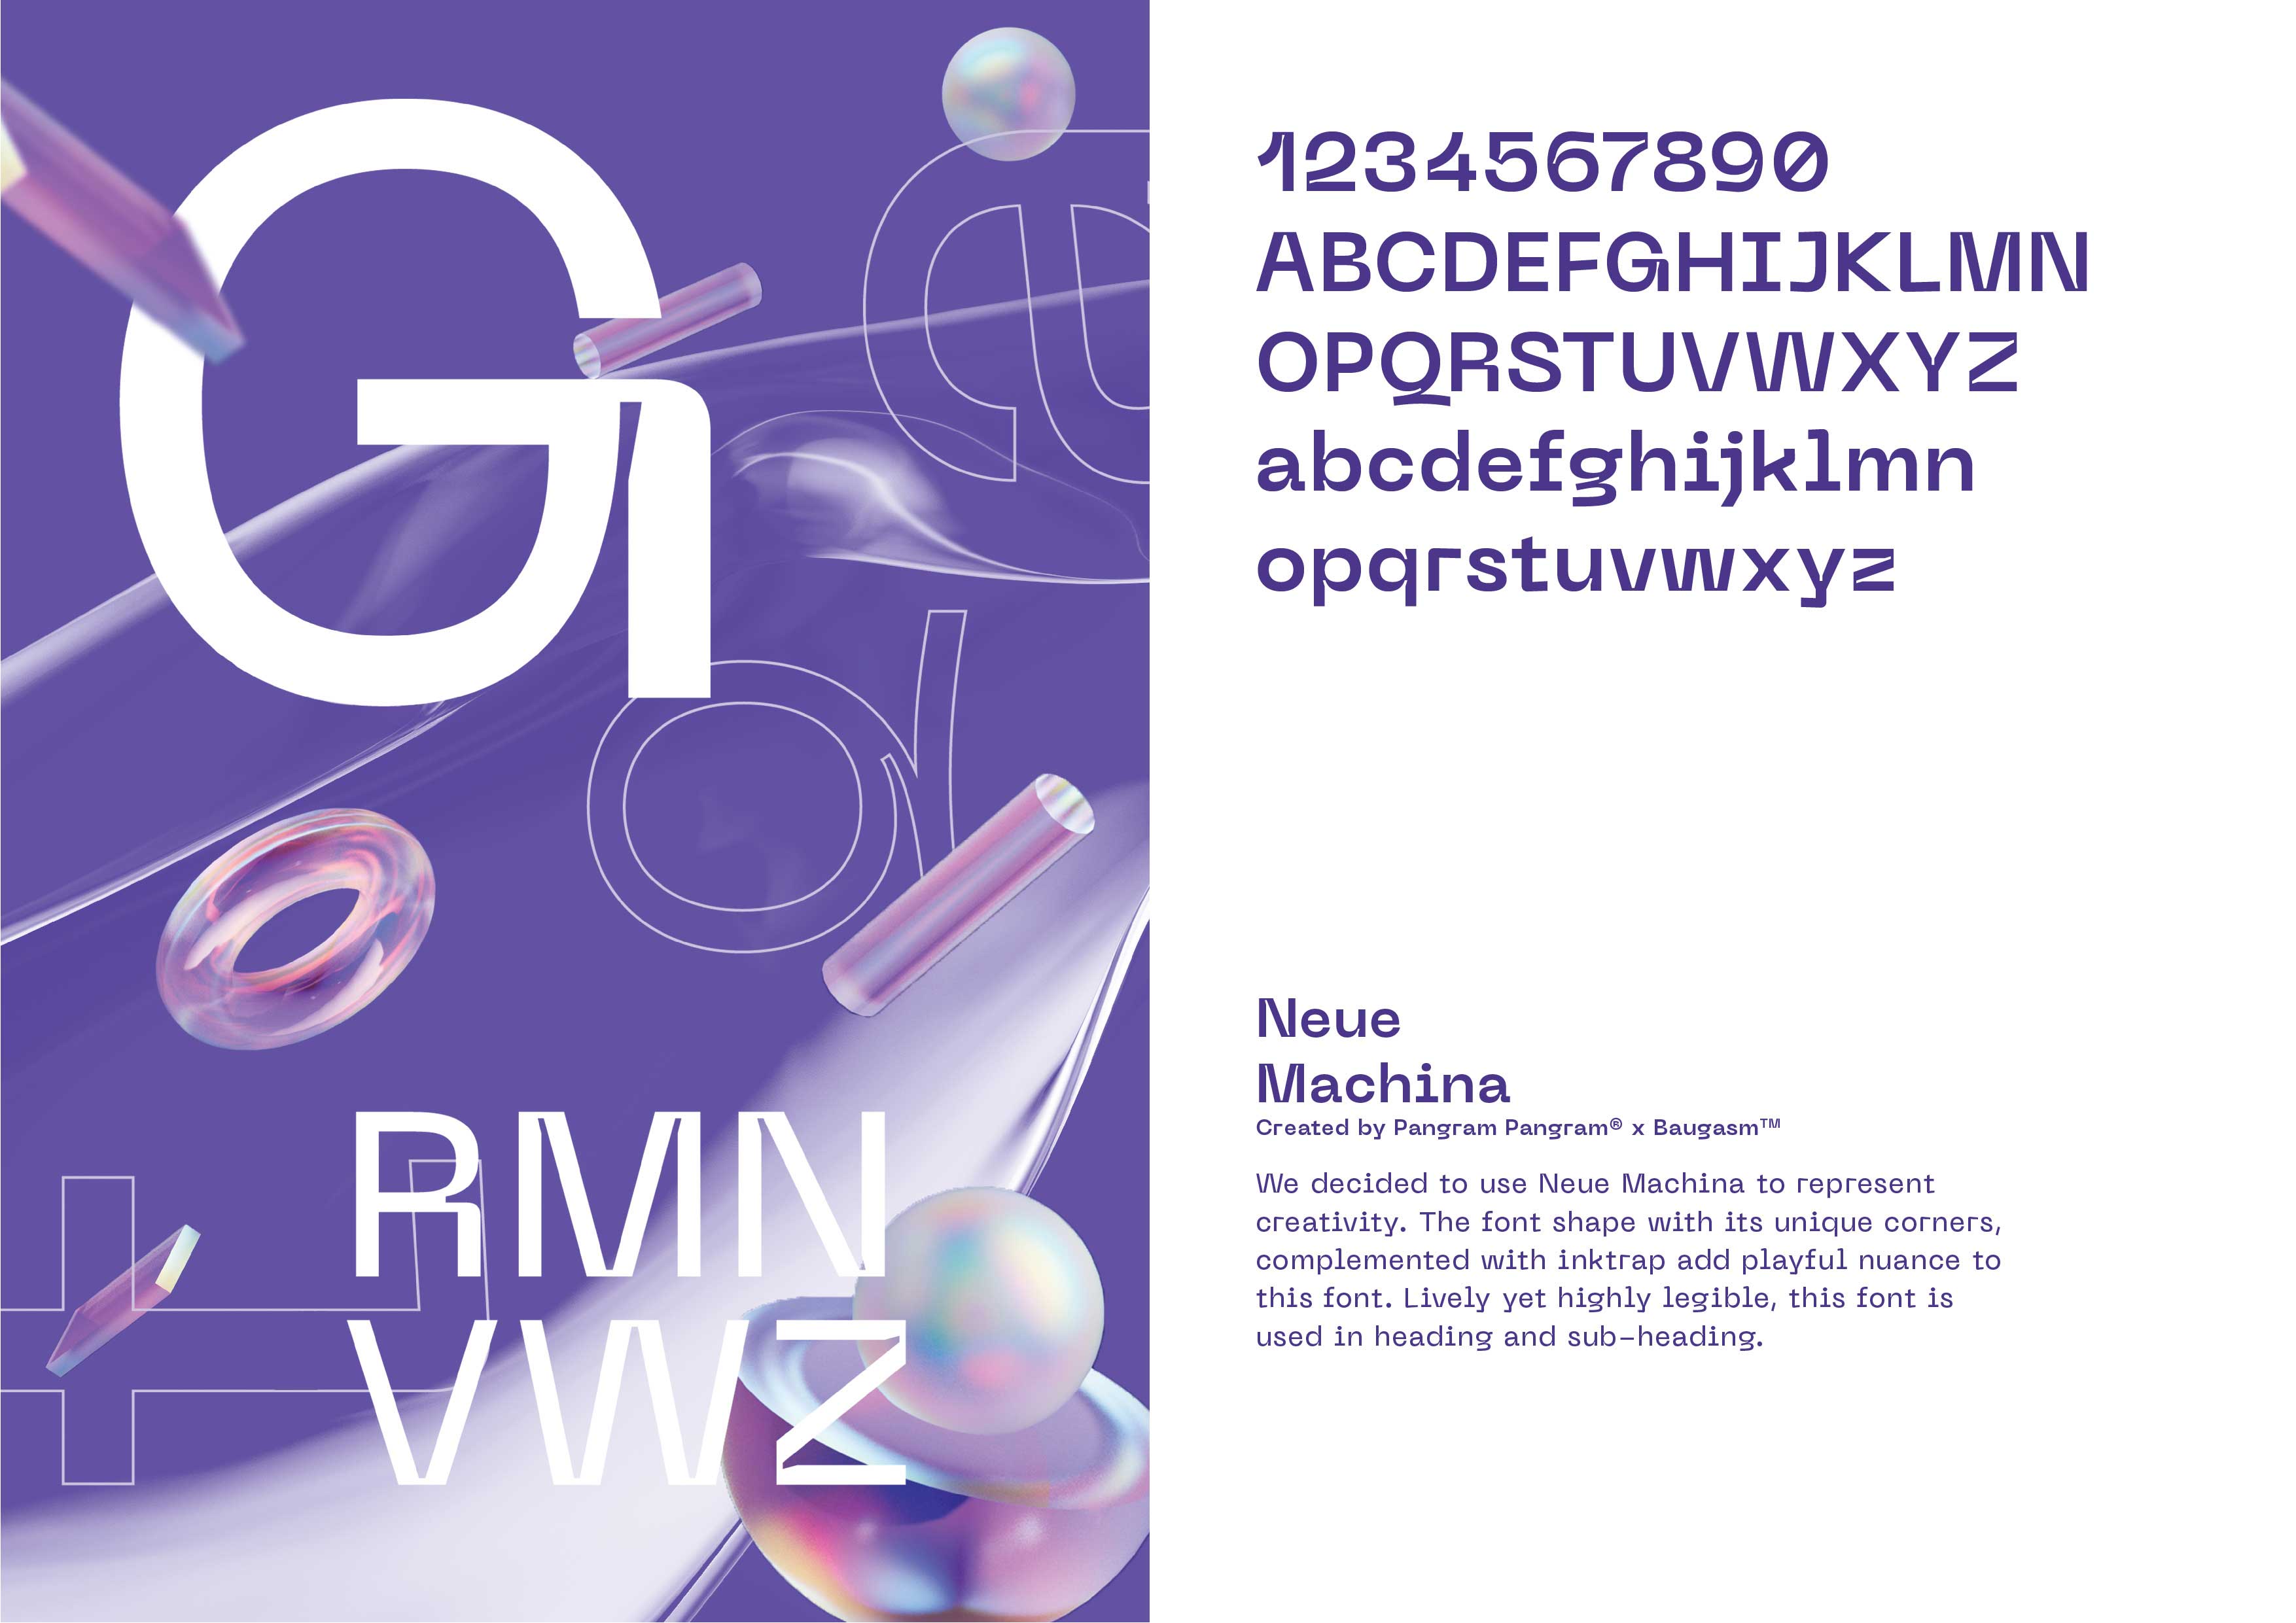 G
RMN
VWZ
1234567890
ABCDEFGHIJKLMN
OPQRSTUVWXYZ
abcdefghijklmn
opqrstuvwxyz
Neue
Machina
Created by Pangram Pangram® x Baugasm™
We decided to use Neue Machina to represent
creativity. The font shape with its unique corners,
complemented with inktrap add playful nuance to
this font. Lively yet highly legible, this font is
used in heading and sub-heading.